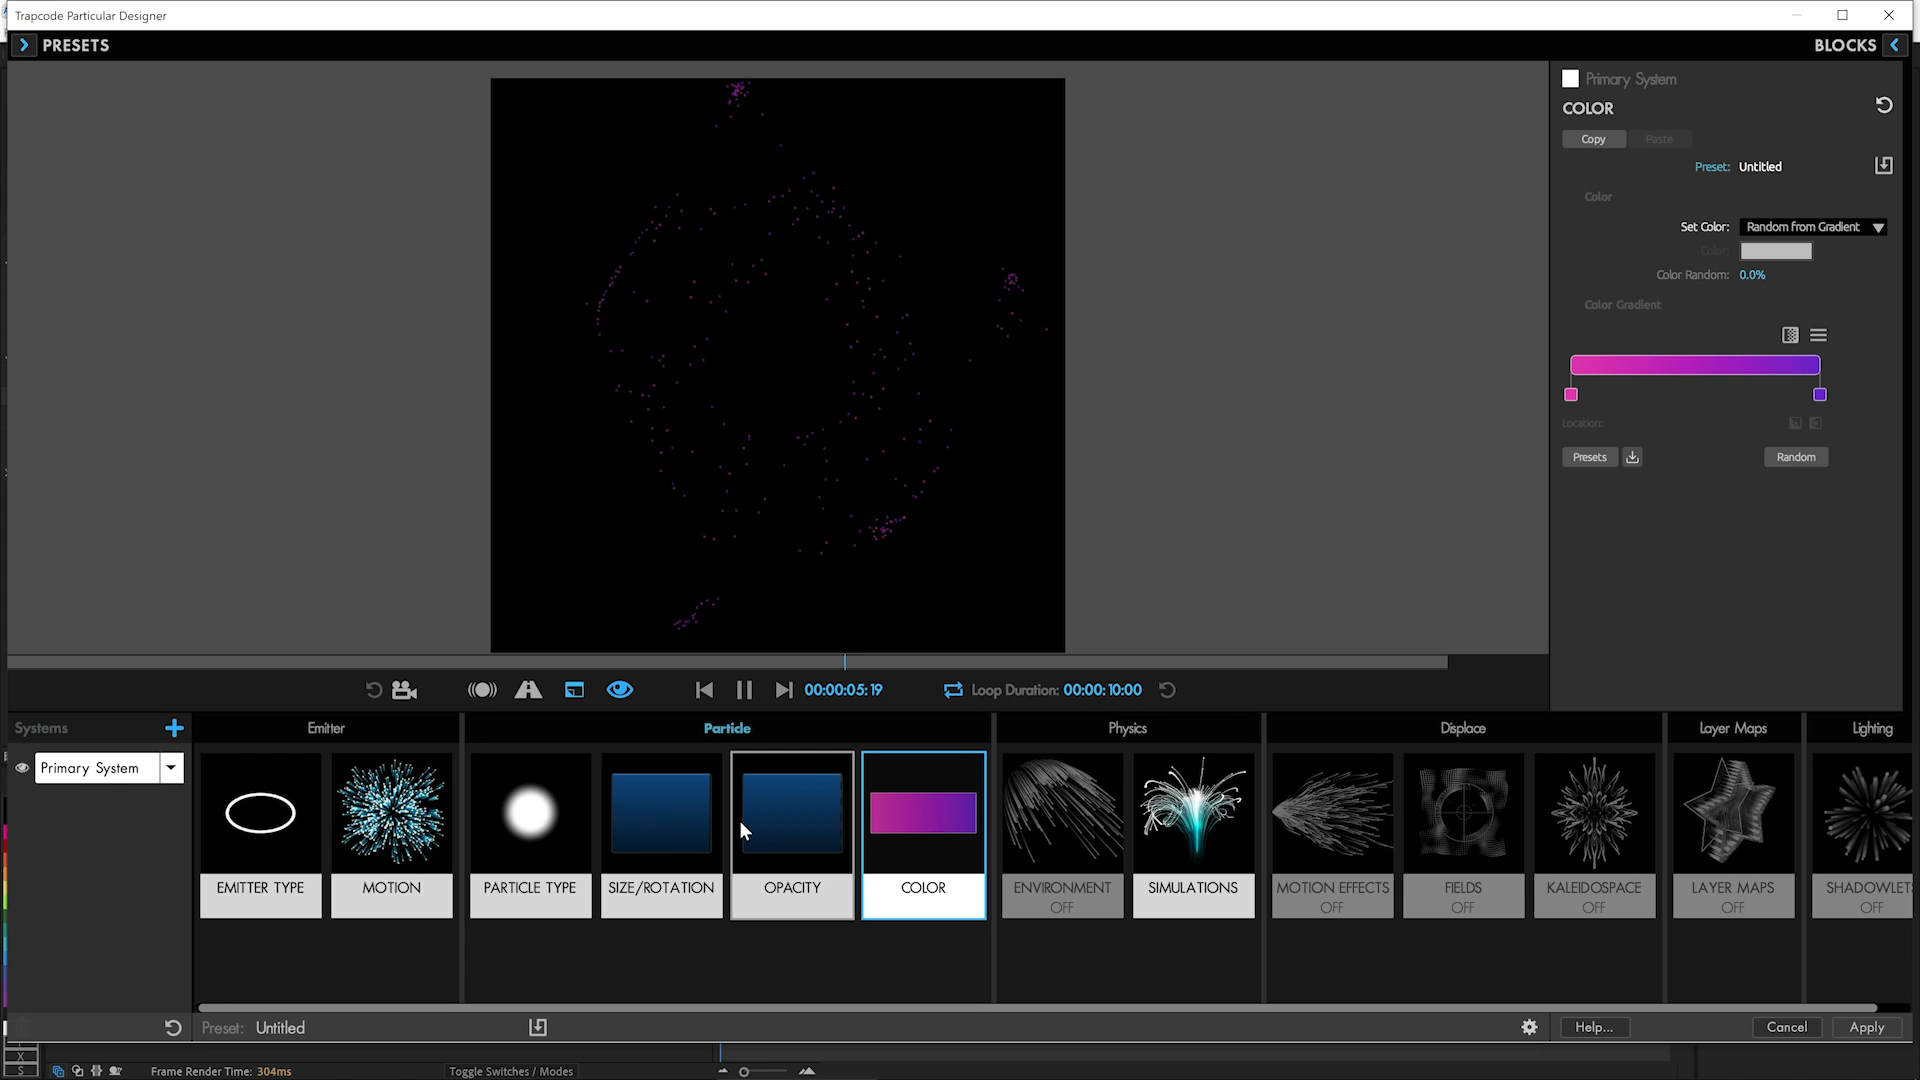 Trapcode Particular Designer
PRESETS
BLOCKS
Primary System
COLOR
Copy
Paste
Preset: Untitled
Color
Set Color: Random from Gradient
Color:
Color Random: 0.0%
Color Gradient
Location:
Presets
Random
00:00:05:19
Loop Duration: 00:00:10:00
Systems
Emitter
Particle
Physics
Displace
Layer Maps
Lighting
Primary System
EMITTER TYPE
MOTION
PARTICLE TYPE
SIZE/ROTATION
OPACITY
COLOR
ENVIRONMENT
OFF
SIMULATIONS
MOTION EFFECTS
OFF
FIELDS
OFF
KALEIDOSPACE
OFF
LAYER MAPS
OFF
SHADOWLET
OFF
Preset: Untitled
Help...
Cancel
Apply
X
S
Frame Render Time: 304ms
Toggle Switches / Modes